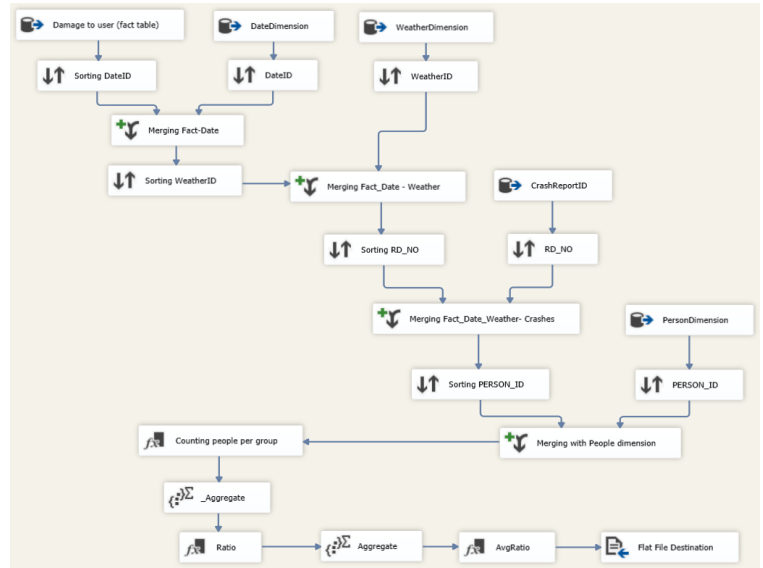 Damage to user (fact table)
DateDimension
WeatherDimension
Sorting DateID
DateID
WeatherID
Merging Fact-Date
Sorting WeatherID
Merging Fact_Date - Weather
CrashReportID
Sorting RD_NO
RD_NO
Merging Fact_Date_Weather- Crashes
PersonDimension
Sorting PERSON_ID
PERSON_ID
Counting people per group
Merging with People dimension
_Aggregate
Ratio
Aggregate
AvgRatio
Flat File Destination